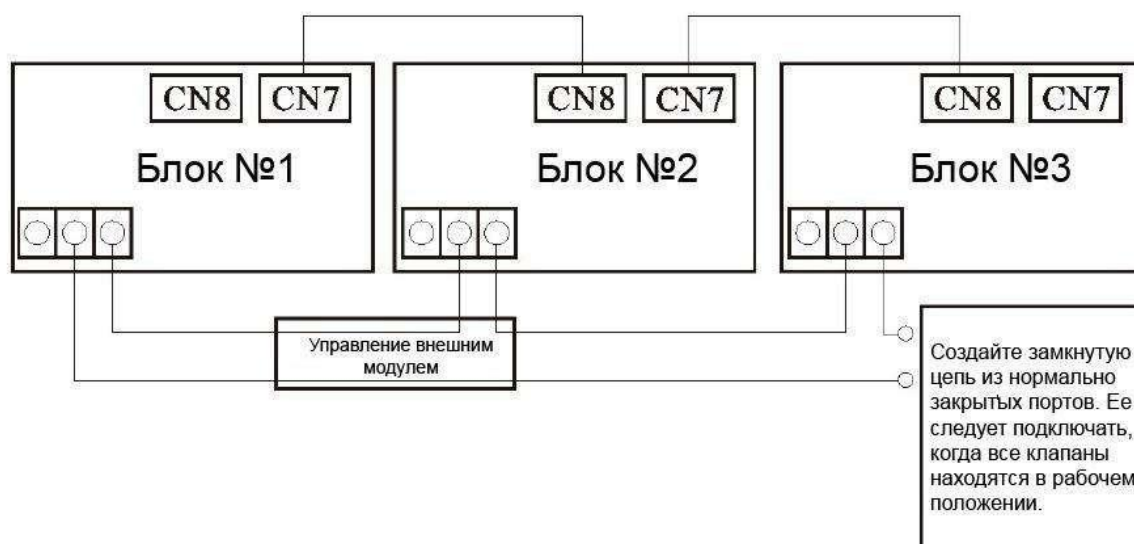 CN8 CN7 CN8 CN7 CN8 CN7
Блок №1 Блок №2 Блок №3
Управление внешним
модулем
Создайте замкнутую
цепь из нормально
закрытых портов. Ее
следует подключать,
когда все клапаны
находятся в рабочем
положении.